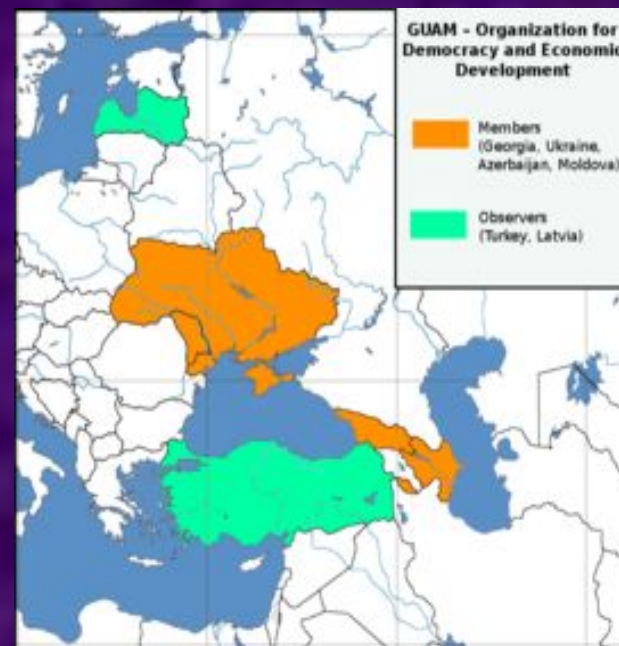 GUAM - Organization for
Democracy and Economic
Development
Members
(Georgia, Ukraine,
Azerbaijan, Moldova)
Observers
(Turkey, Latvia)